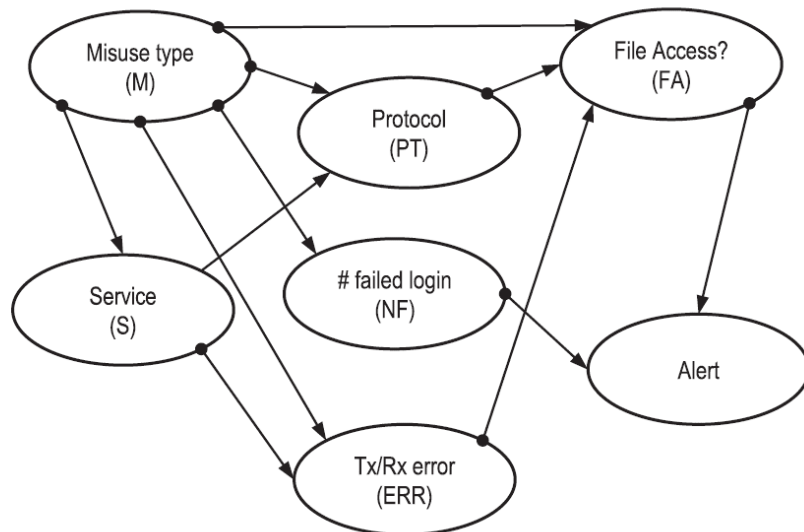 Misuse type
(M)
File Access?
(FA)
Protocol
(PT)
Service
(S)
# failed login
(NF)
Alert
Tx/Rx error
(ERR)